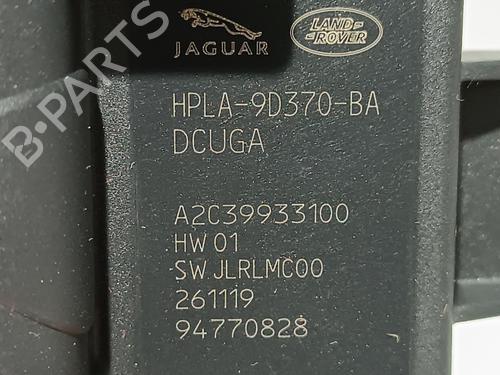 JAGUAR
LAND-
-ROVER
HPLA-9D370-BA
DCUGA
A2C39933100
HW 01
SW JLRLMC00
261119
94770828
B-PARTS